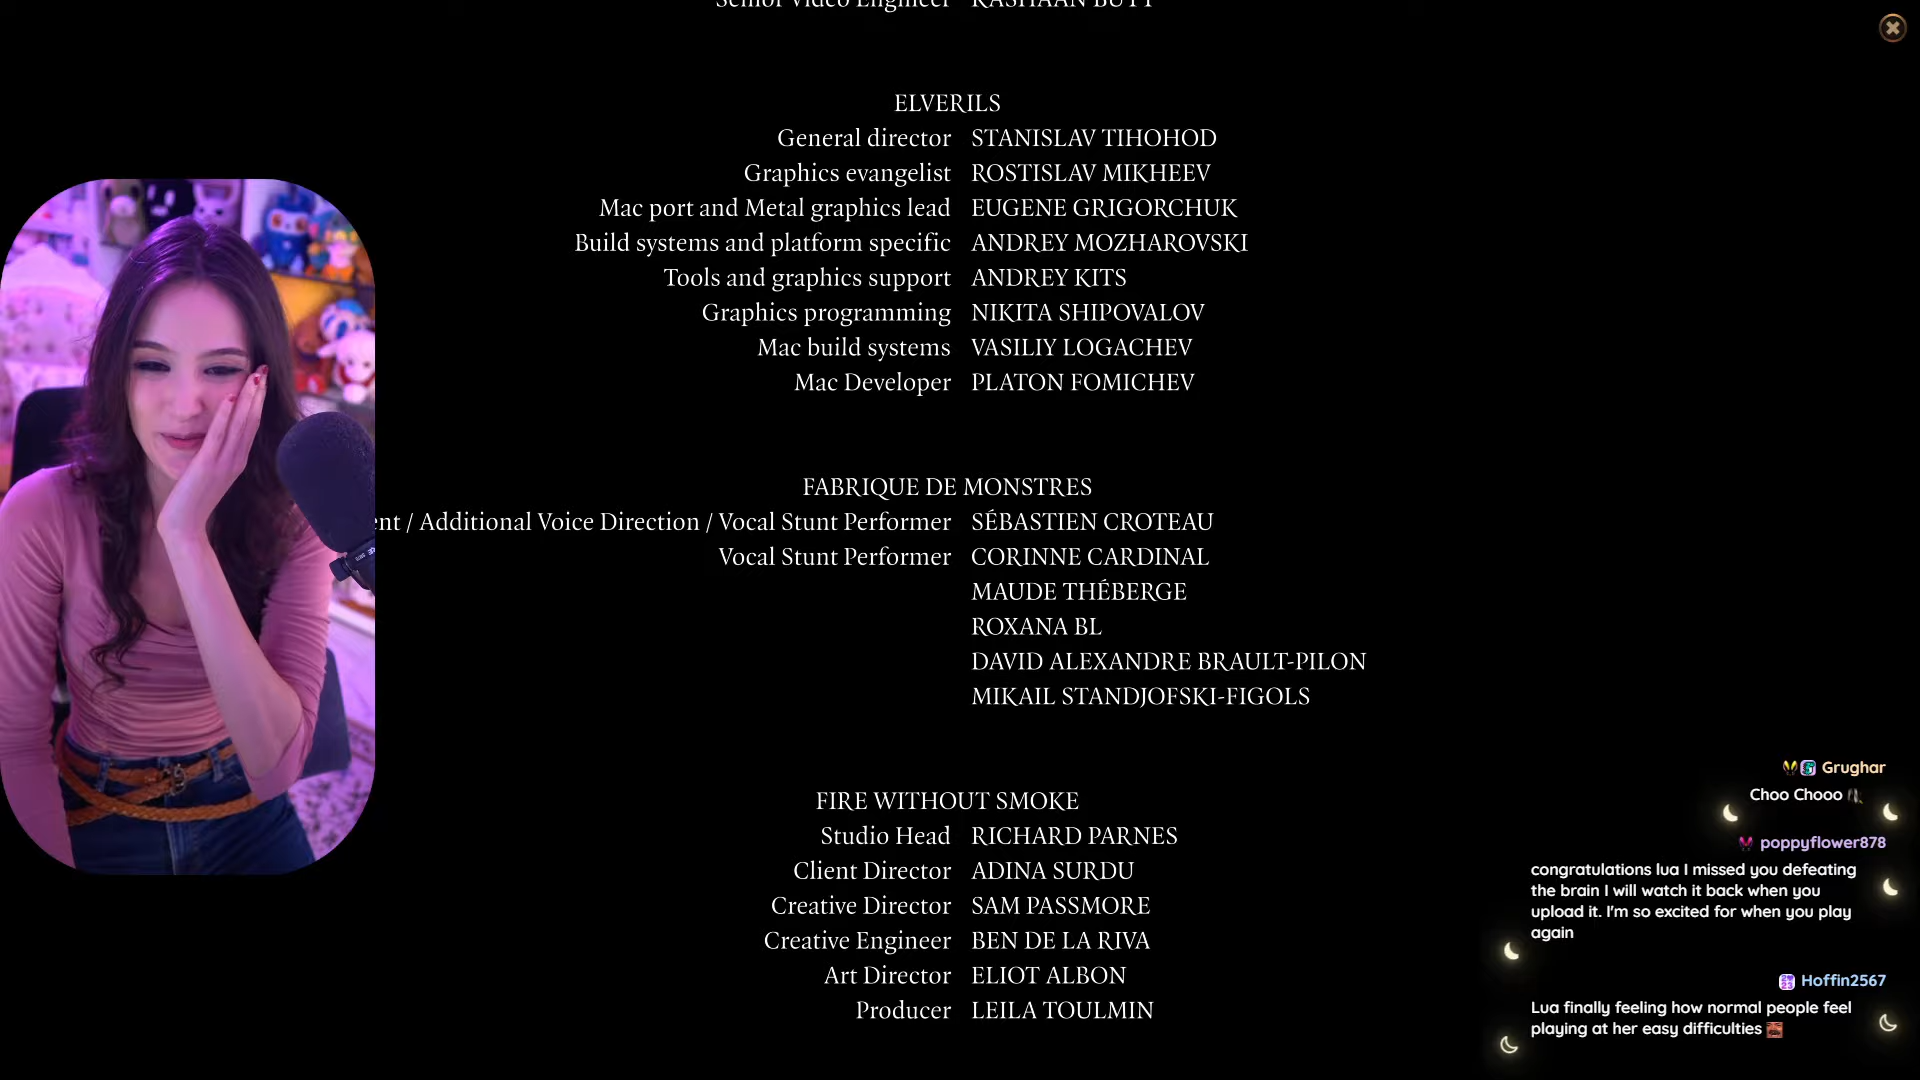 Senior Video Engineer RASHAAN BUTT
ELVERILS
General director STANISLAV TIHOHOD
Graphics evangelist ROSTISLAV MIKHEEV
Mac port and Metal graphics lead EUGENE GRIGORCHUK
Build systems and platform specific ANDREY MOZHAROVSKI
Tools and graphics support ANDREY KITS
Graphics programming NIKITA SHIPOVALOV
Mac build systems VASILIY LOGACHEV
Mac Developer PLATON FOMICHEV
FABRIQUE DE MONSTRES
nt / Additional Voice Direction / Vocal Stunt Performer SÉBASTIEN CROTEAU
Vocal Stunt Performer CORINNE CARDINAL
MAUDE THÉBERGE
ROXANA BL
DAVID ALEXANDRE BRAULT-PILON
MIKAIL STANDJOFSKI-FIGOLS
FIRE WITHOUT SMOKE
Studio Head RICHARD PARNES
Client Director ADINA SURDU
Creative Director SAM PASSMORE
Creative Engineer BEN DE LA RIVA
Art Director ELIOT ALBON
Producer LEILA TOULMIN
Grughar
Choo Chooo
poppyflower878
congratulations lua I missed you defeating
the brain I will watch it back when you
upload it. I'm so excited for when you play
again
Hoffin2567
Lua finally feeling how normal people feel
playing at her easy difficulties